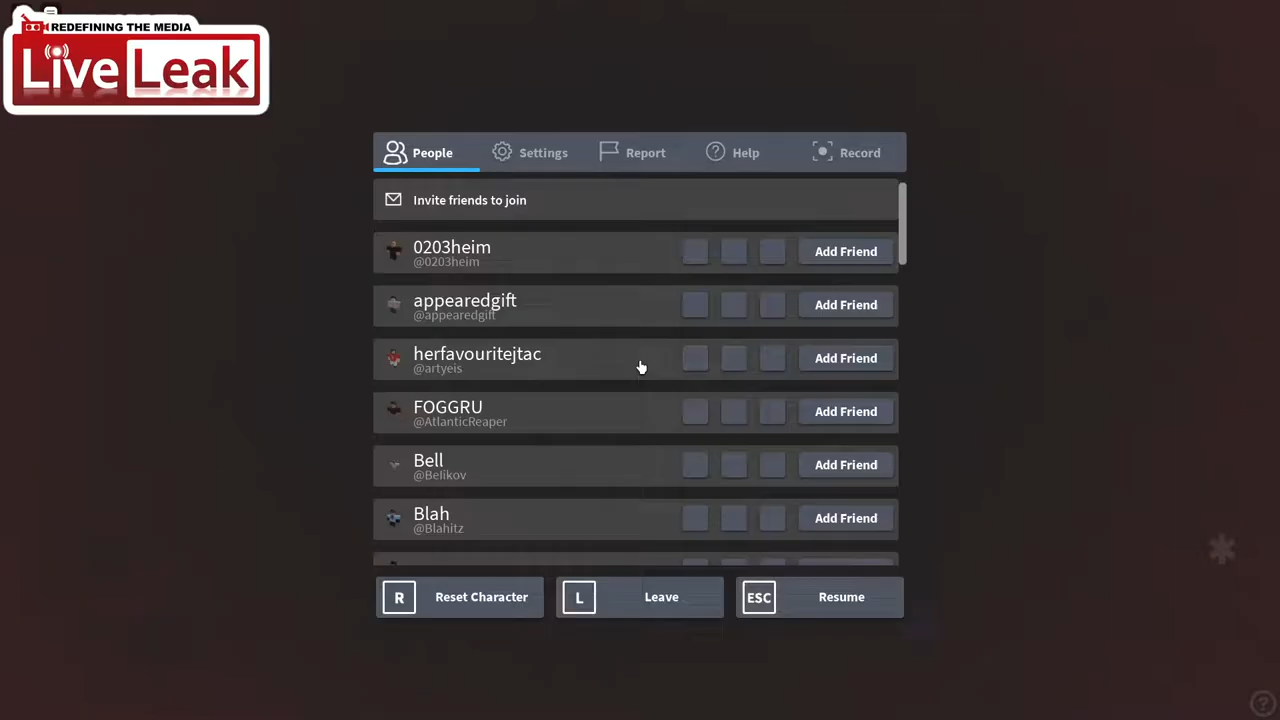 REDEFINING THE MEDIA
LiveLeak
People
Settings
Report
Help
Record
Invite friends to join
0203heim
@0203heim
Add Friend
appearedgift
@appearedgift
Add Friend
herfavouritejtac
@artyeis
Add Friend
FOGGRU
@AtlanticReaper
Add Friend
Bell
@Belikov
Add Friend
Blah
@Blahitz
Add Friend
R Reset Character
L Leave
ESC Resume